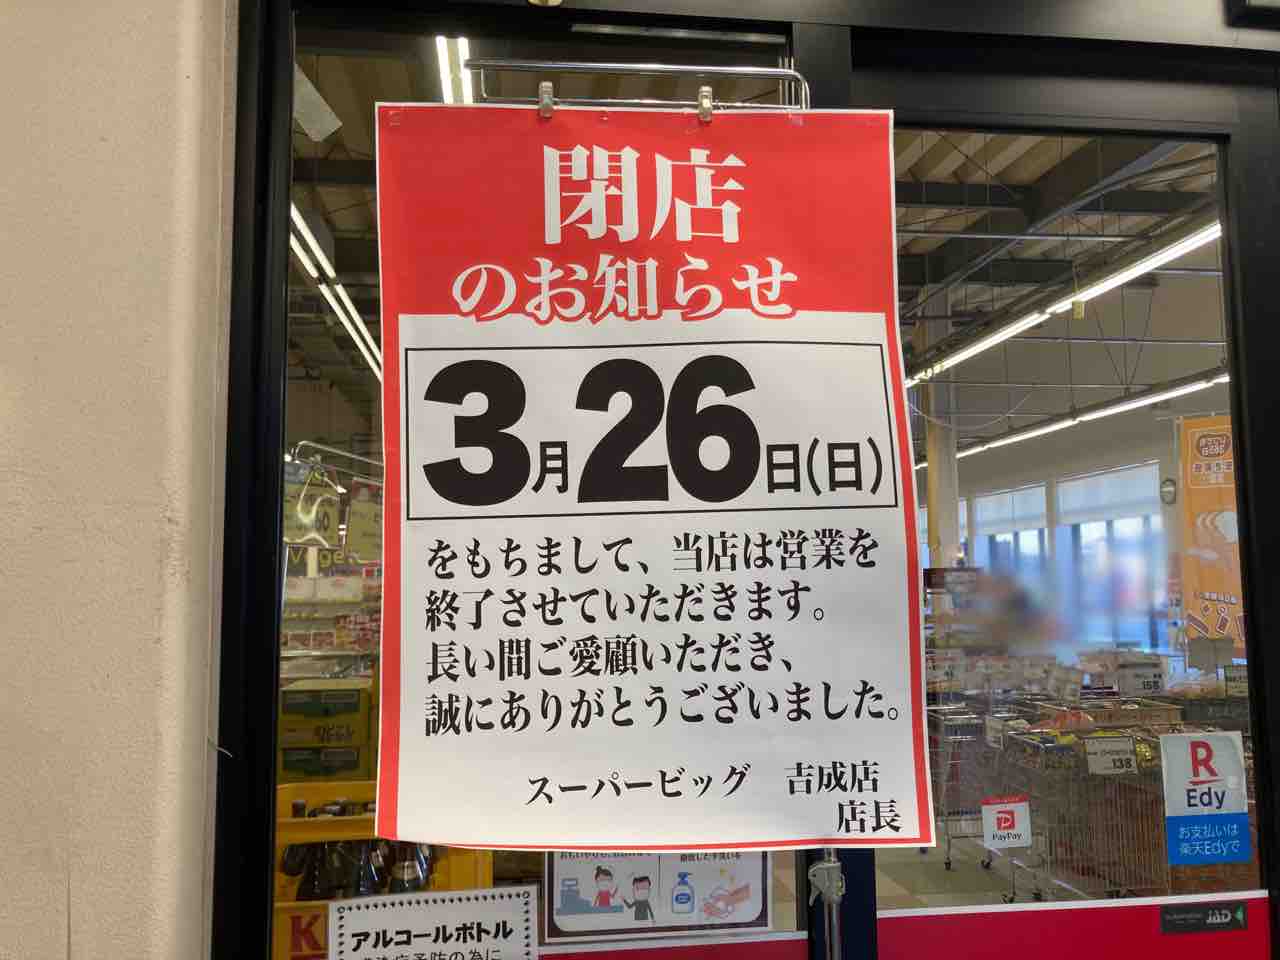 閉店
のお知らせ
3月26日(日)
をもちまして、当店は営業を
終了させていただきます。
長い間ご愛顧いただき、
誠にありがとうございました。
スーパービッグ 吉成店
店長
アルコールボトル
PayPay
R
Edy
お支払いは
楽天Edyで
JAD
158
138
K